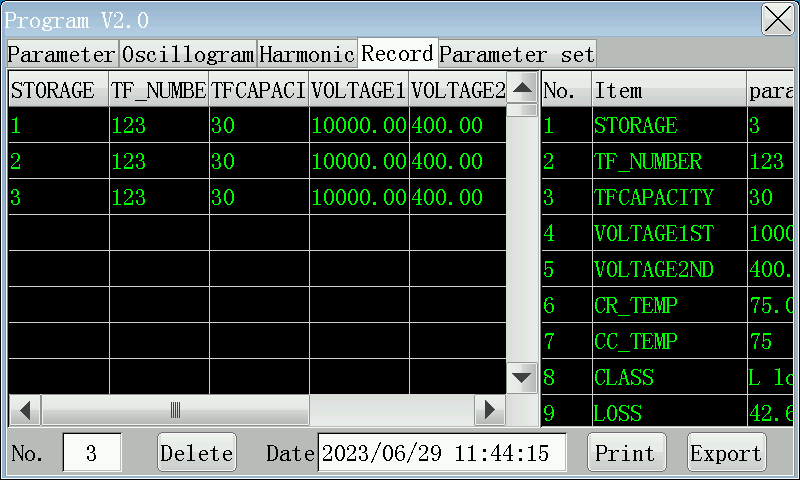 Program V2.0
Parameter Oscillogram Harmonic Record Parameter set
STORAGE TF_NUMBE TFCAPACI VOLTAGE1 VOLTAGE2
1 123 30 10000.00 400.00
2 123 30 10000.00 400.00
3 123 30 10000.00 400.00
No. Item para
1 STORAGE 3
2 TF_NUMBER 123
3 TFCAPACITY 30
4 VOLTAGE1ST 1000
5 VOLTAGE2ND 400.
6 CR_TEMP 75.0
7 CC_TEMP 75
8 CLASS L lo
9 LOSS 42.6
No. 3 Delete Date 2023/06/29 11:44:15 Print Export